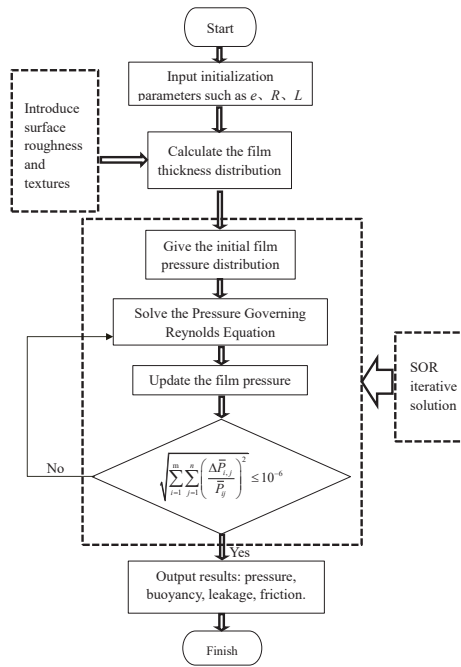 Start
Input initialization
parameters such as e、R、L
Introduce
surface
roughness
and
textures
Calculate the film
thickness distribution
Give the initial film
pressure distribution
Solve the Pressure Governing
Reynolds Equation
Update the film pressure
SOR
iterative
solution
No
\sqrt{\sum_{i=1}^{m}\sum_{j=1}^{n}\left(\frac{\Delta\bar{P}_{i,j}}{\bar{P}_{ij}}\right)^2} \leq 10^{-6}
Yes
Output results: pressure,
buoyancy, leakage, friction.
Finish